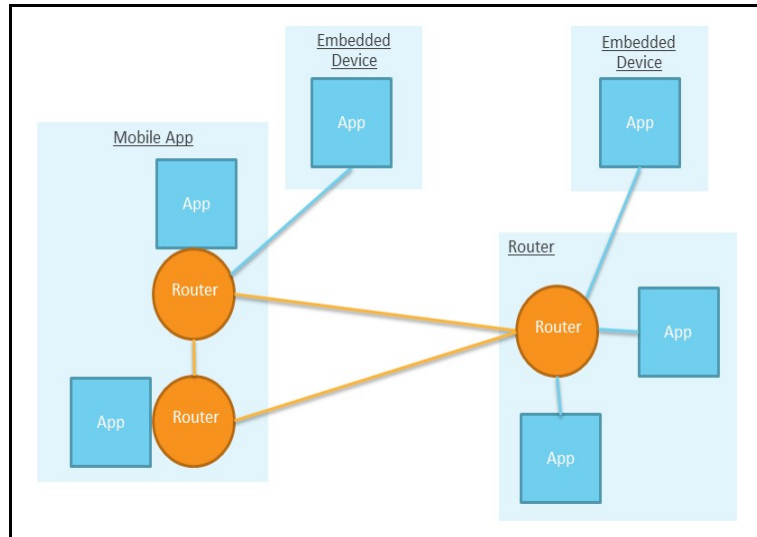 Embedded
Device
App
Embedded
Device
App
Mobile App
App
Router
App
Router
Router
Router
App
App